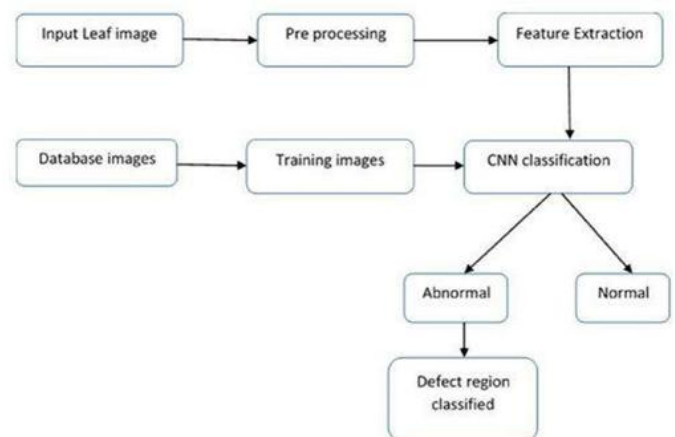 Input Leaf image
Pre processing
Feature Extraction
Database images
Training images
CNN classification
Abnormal
Normal
Defect region
classified